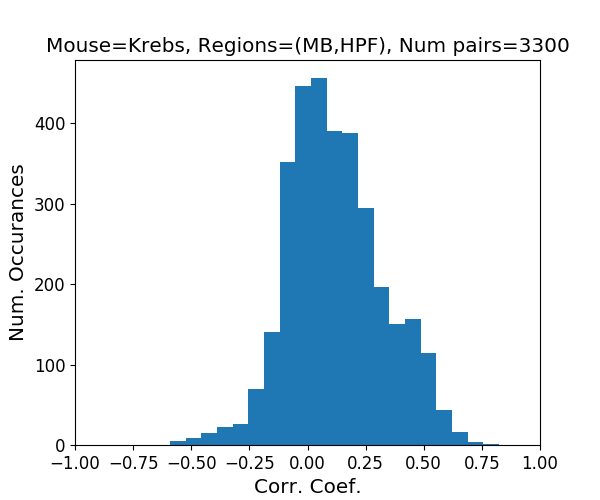 Mouse=Krebs, Regions=(MB,HPF), Num pairs=3300
400
300
200
100
0
Num. Occurances
−1.00 −0.75 −0.50 −0.25 0.00 0.25 0.50 0.75 1.00
Corr. Coef.